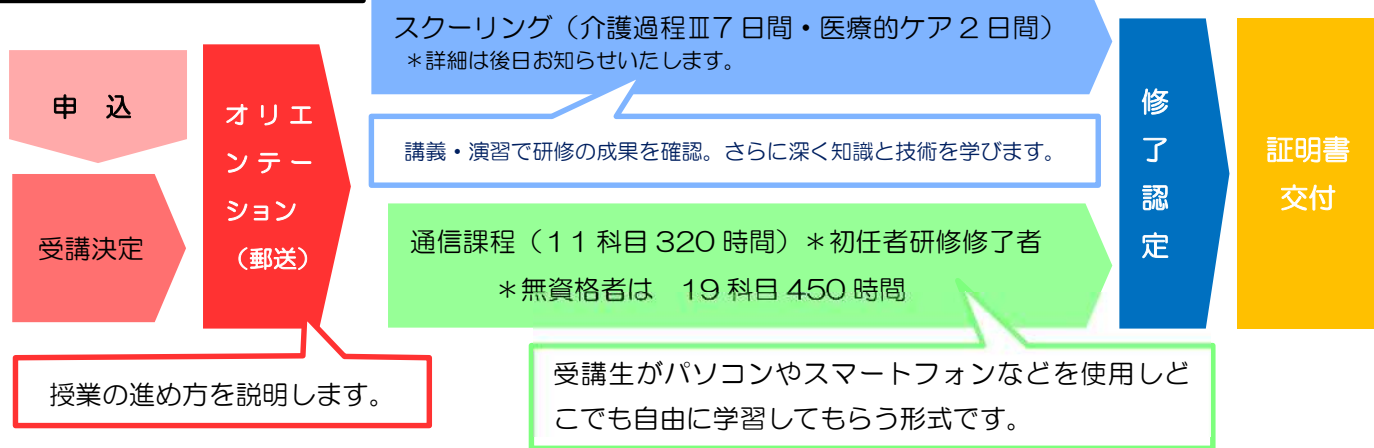 申 込
受講決定
オリエ
ンテー
ション
(郵送)
授業の進め方を説明します。
スクーリング(介護過程Ⅲ7日間・医療的ケア2日間)
*詳細は後日お知らせいたします。
講義・演習で研修の成果を確認。さらに深く知識と技術を学びます。
通信課程(11科目320時間)*初任者研修修了者
*無資格者は 19科目450時間
受講生がパソコンやスマートフォンなどを使用しど
こでも自由に学習してもらう形式です。
修
了
認
定
証明書
交付